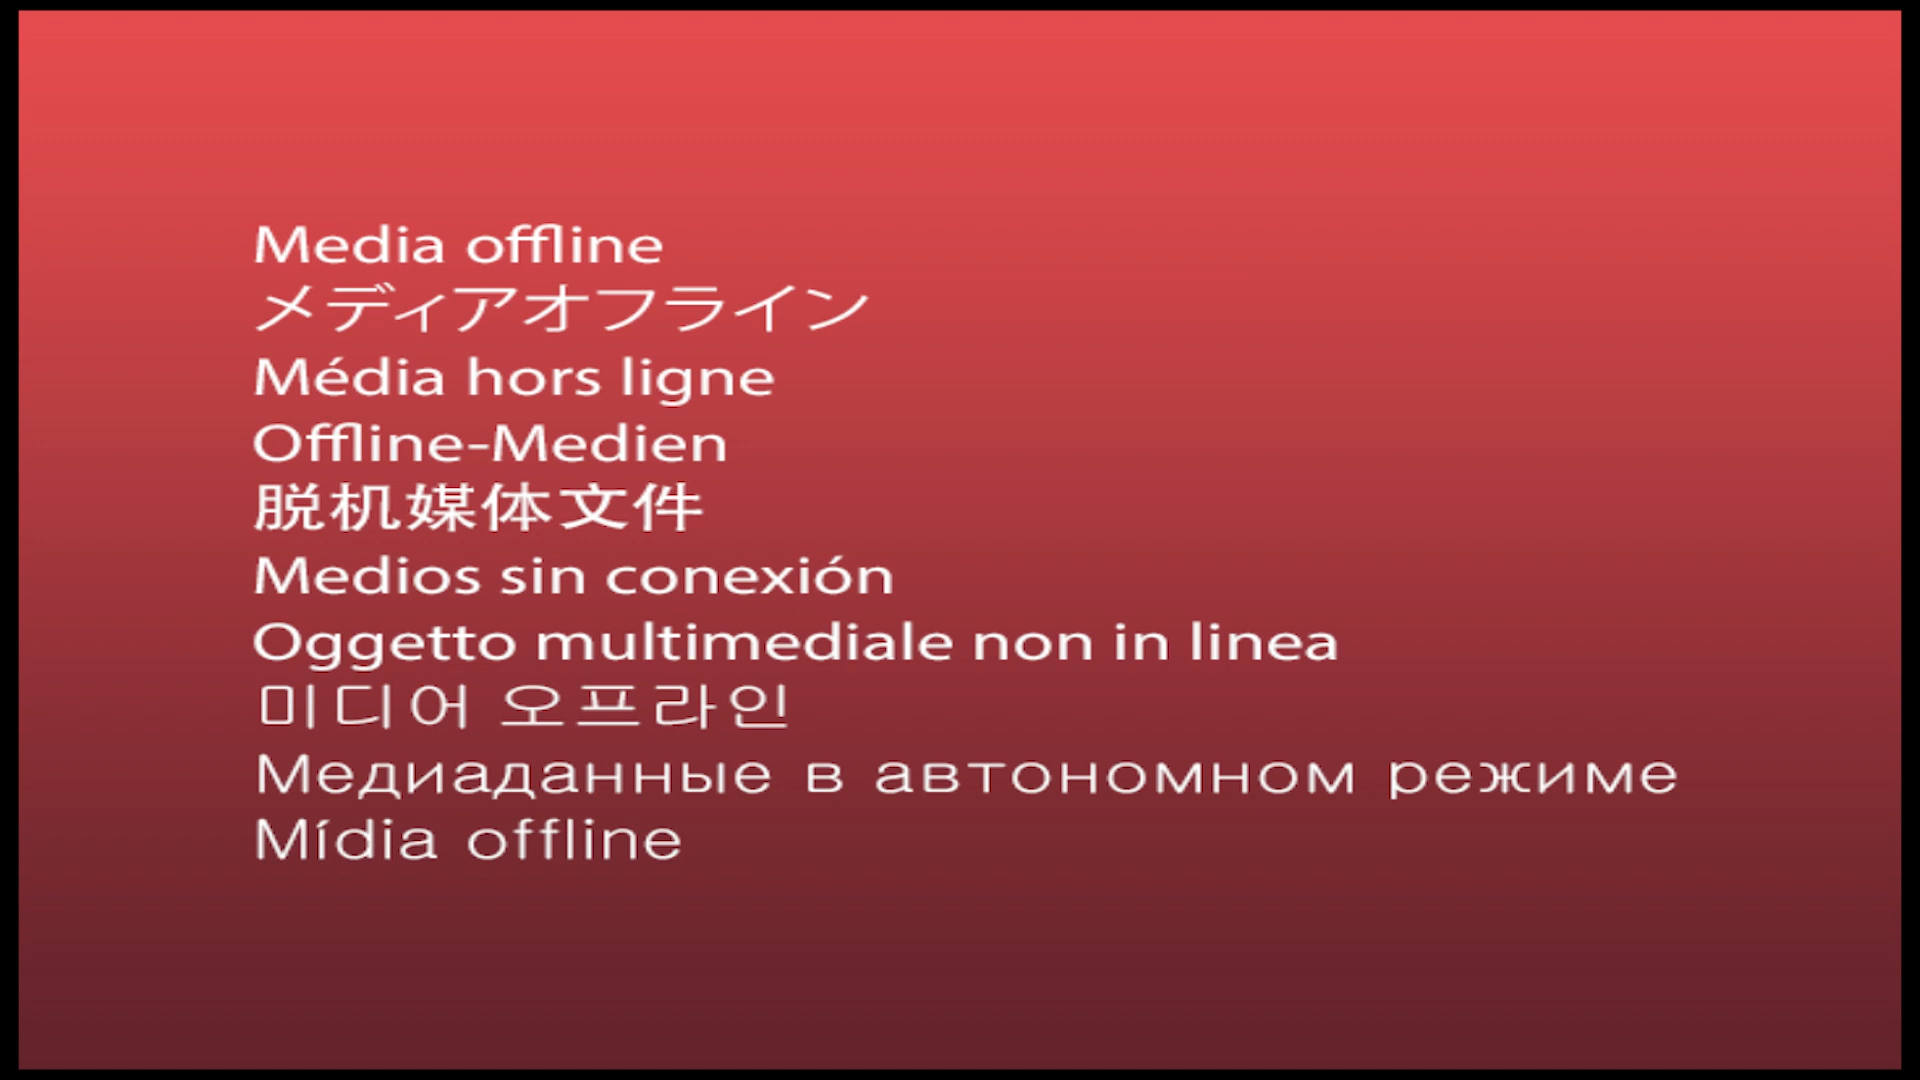 Media offline
メディアオフライン
Média hors ligne
Offline-Medien
脱机媒体文件
Medios sin conexión
Oggetto multimediale non in linea
미디어 오프라인
Медиаданные в автономном режиме
Mídia offline